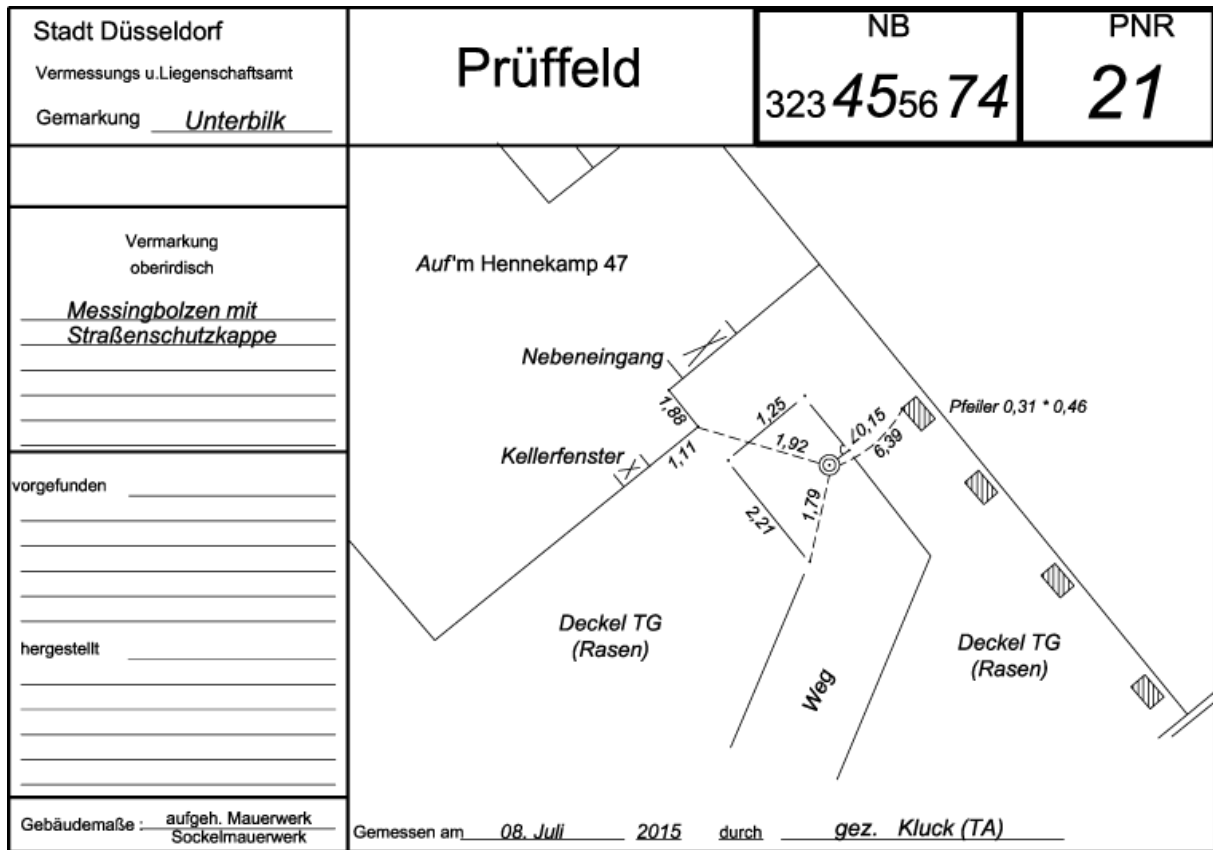 Stadt Düsseldorf
Vermessungs u.Liegenschaftsamt
Gemarkung Unterbilk
Prüffeld
NB
323 45 56 74
PNR
21
Vermarkung
oberirdisch
Messingbolzen mit
Straßenschutzkappe
vorgefunden
hergestellt
Gebäudemaße : aufgeh. Mauerwerk
Sockelmauerwerk
Auf'm Hennekamp 47
Nebeneingang
1,88
Kellerfenster
1,11
1,25
1,92
0,15
6,39
Pfeiler 0,31 * 0,46
1,79
2,21
Deckel TG
(Rasen)
Weg
Deckel TG
(Rasen)
Gemessen am 08. Juli 2015 durch gez. Kluck (TA)